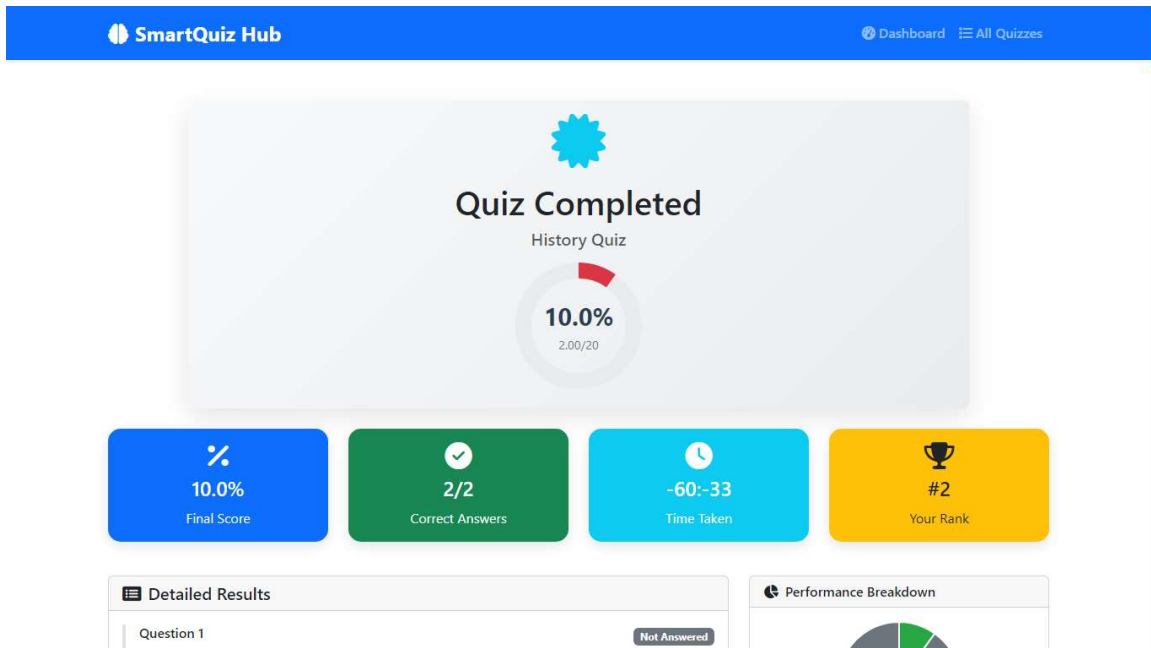 SmartQuiz Hub
Dashboard All Quizzes
Quiz Completed
History Quiz
10.0%
2.00/20
10.0%
Final Score
2/2
Correct Answers
-60:-33
Time Taken
#2
Your Rank
Detailed Results
Performance Breakdown
Question 1
Not Answered